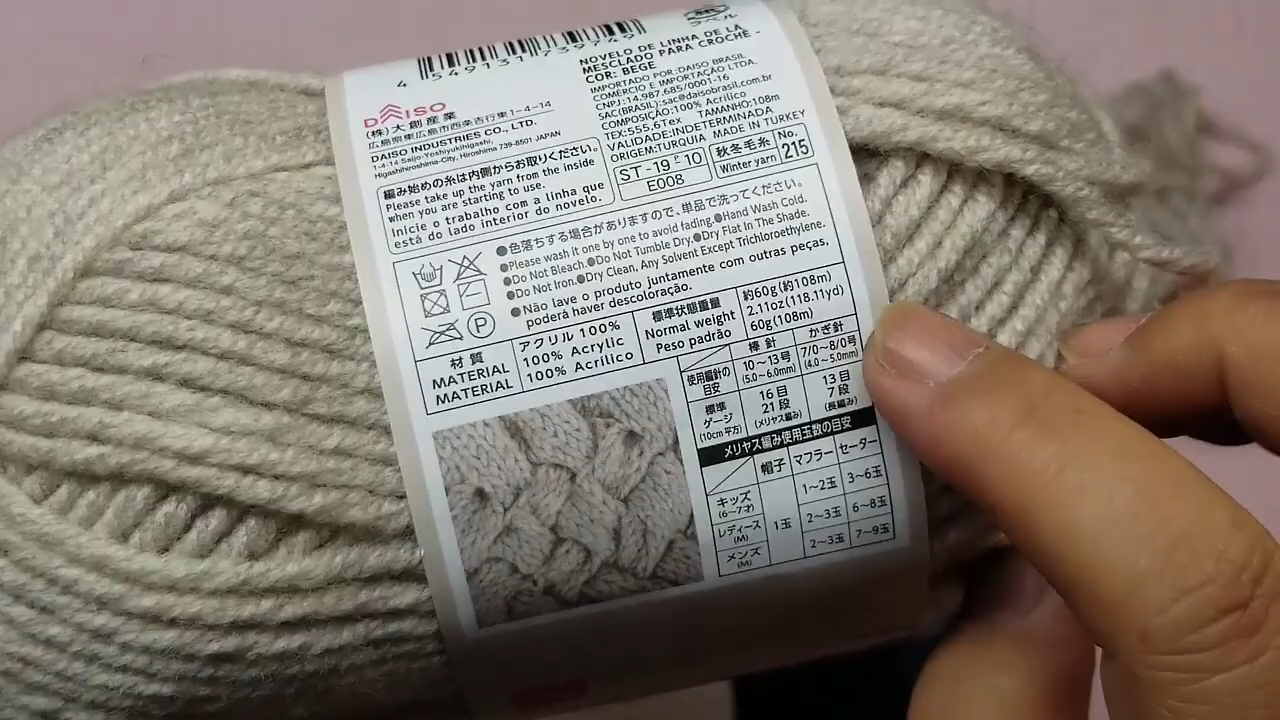 4 549131 739749
DAISO
(株)大創産業
広島県東広島市西条吉行東1-4-14
DAISO INDUSTRIES CO., LTD.
1-4-14 Saijo-Yoshiyukihigashi,
Higashihiroshima-City, Hiroshima 739-8501 JAPAN
編み始めの糸は内側からお取りください。
Please take up the yarn from the inside
when you are starting to use.
Inicie o trabalho com a linha que
está do lado interior do novelo.
ラベル
NOVELO DE LINHA DE LÃ
MESCLADO PARA CROCHÊ -
COR: BEGE
IMPORTADO POR:DAISO BRASIL
COMÉRCIO E IMPORTAÇÃO LTDA.
CNPJ:14.987.685/0001-16
SAC(BRASIL):sac@daisobrasil.com.br
COMPOSIÇÃO:100% Acrílico
TEX:555.6Tex TAMANHO:108m
VALIDADE:INDETERMINADA
ORIGEM:TURQUIA MADE IN TURKEY
ST-19 E 10
E008
秋冬毛糸
Winter yarn
No.
215
●色落ちする場合がありますので、単品で洗ってください。
●Please wash it one by one to avoid fading.●Hand Wash Cold.
●Do Not Bleach.●Do Not Tumble Dry.●Dry Flat In The Shade.
●Do Not Iron.●Dry Clean, Any Solvent Except Trichloroethylene.
●Não lave o produto juntamente com outras peças,
poderá haver descoloração.
P
材質
MATERIAL
MATERIAL
アクリル 100%
100% Acrylic
100% Acrílico
標準状態重量
Normal weight
Peso padrão
約60g(約108m)
2.11oz(118.11yd)
60g(108m)
棒針
かぎ針
使用編針の
目安
10〜13号
(5.0〜6.0mm)
7/0〜8/0号
(4.0〜5.0mm)
標準
ゲージ
(10cm平方)
16目
21段
(メリヤス編み)
13目
7段
(長編み)
メリヤス編み使用玉数の目安
帽子 マフラー セーター
キッズ
(6〜7才)
1〜2玉 3〜6玉
レディース
(M)
1玉 2〜3玉 6〜8玉
メンズ
(M)
2〜3玉 7〜9玉